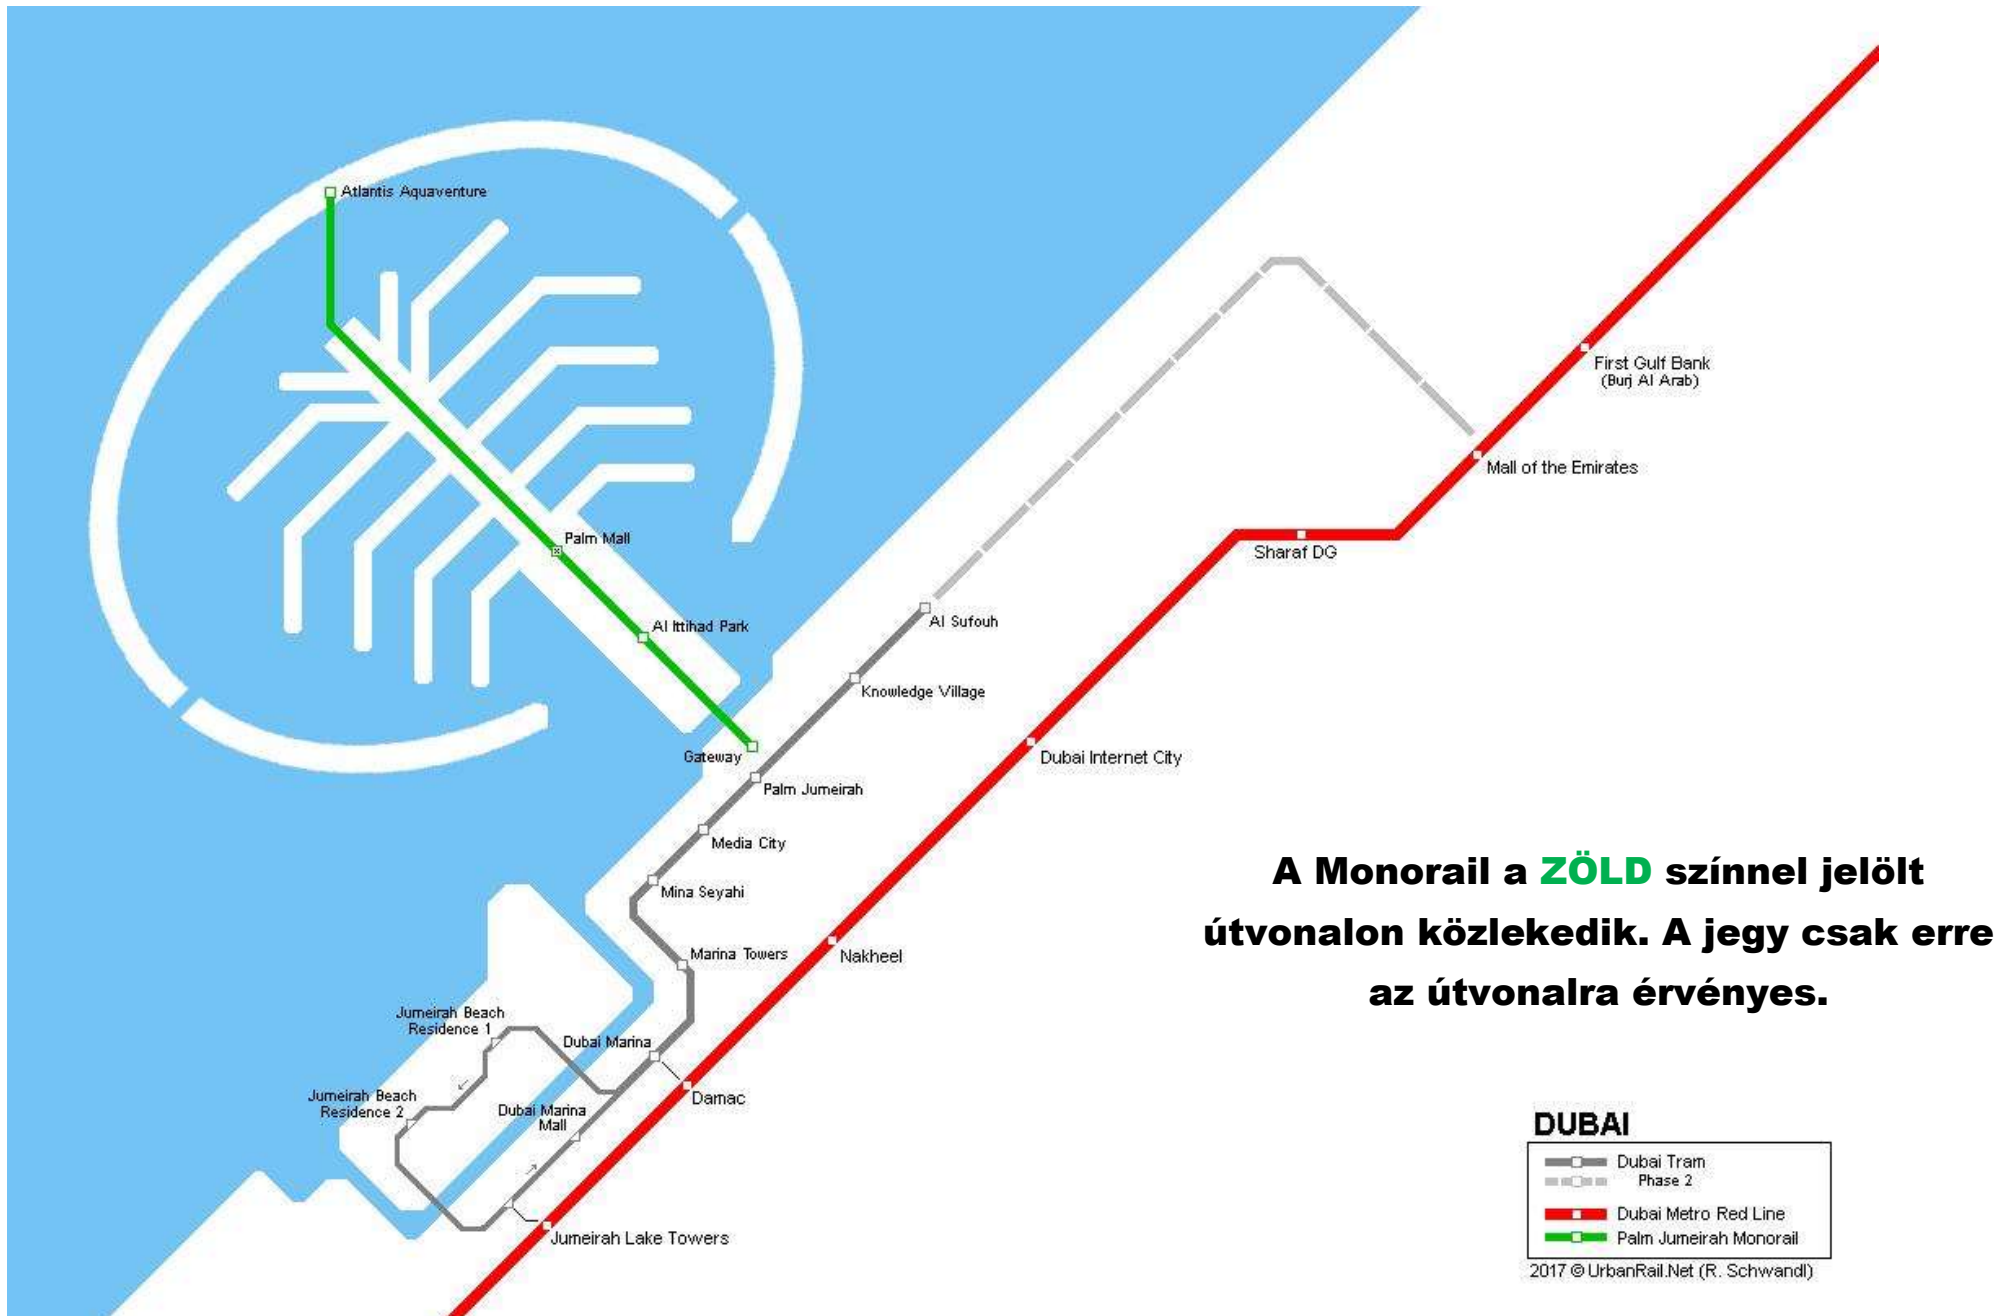 Atlantis Aquaventure
First Gulf Bank
(Burj Al Arab)
Mall of the Emirates
Palm Mall
Sharaf DG
Al Ittihad Park
Al Sufouh
Knowledge Village
Gateway
Dubai Internet City
Palm Jumeirah
Media City
Mina Seyahi
A Monorail a ZÖLD színnel jelölt
útvonalon közlekedik. A jegy csak erre
az útvonalra érvényes.
Marina Towers
Nakheel
Jumeirah Beach
Residence 1
Dubai Marina
Jumeirah Beach
Residence 2
Dubai Marina
Mall
Damac
Jumeirah Lake Towers
DUBAI
Dubai Tram
Phase 2
Dubai Metro Red Line
Palm Jumeirah Monorail
2017 © UrbanRail.Net (R. Schwandl)